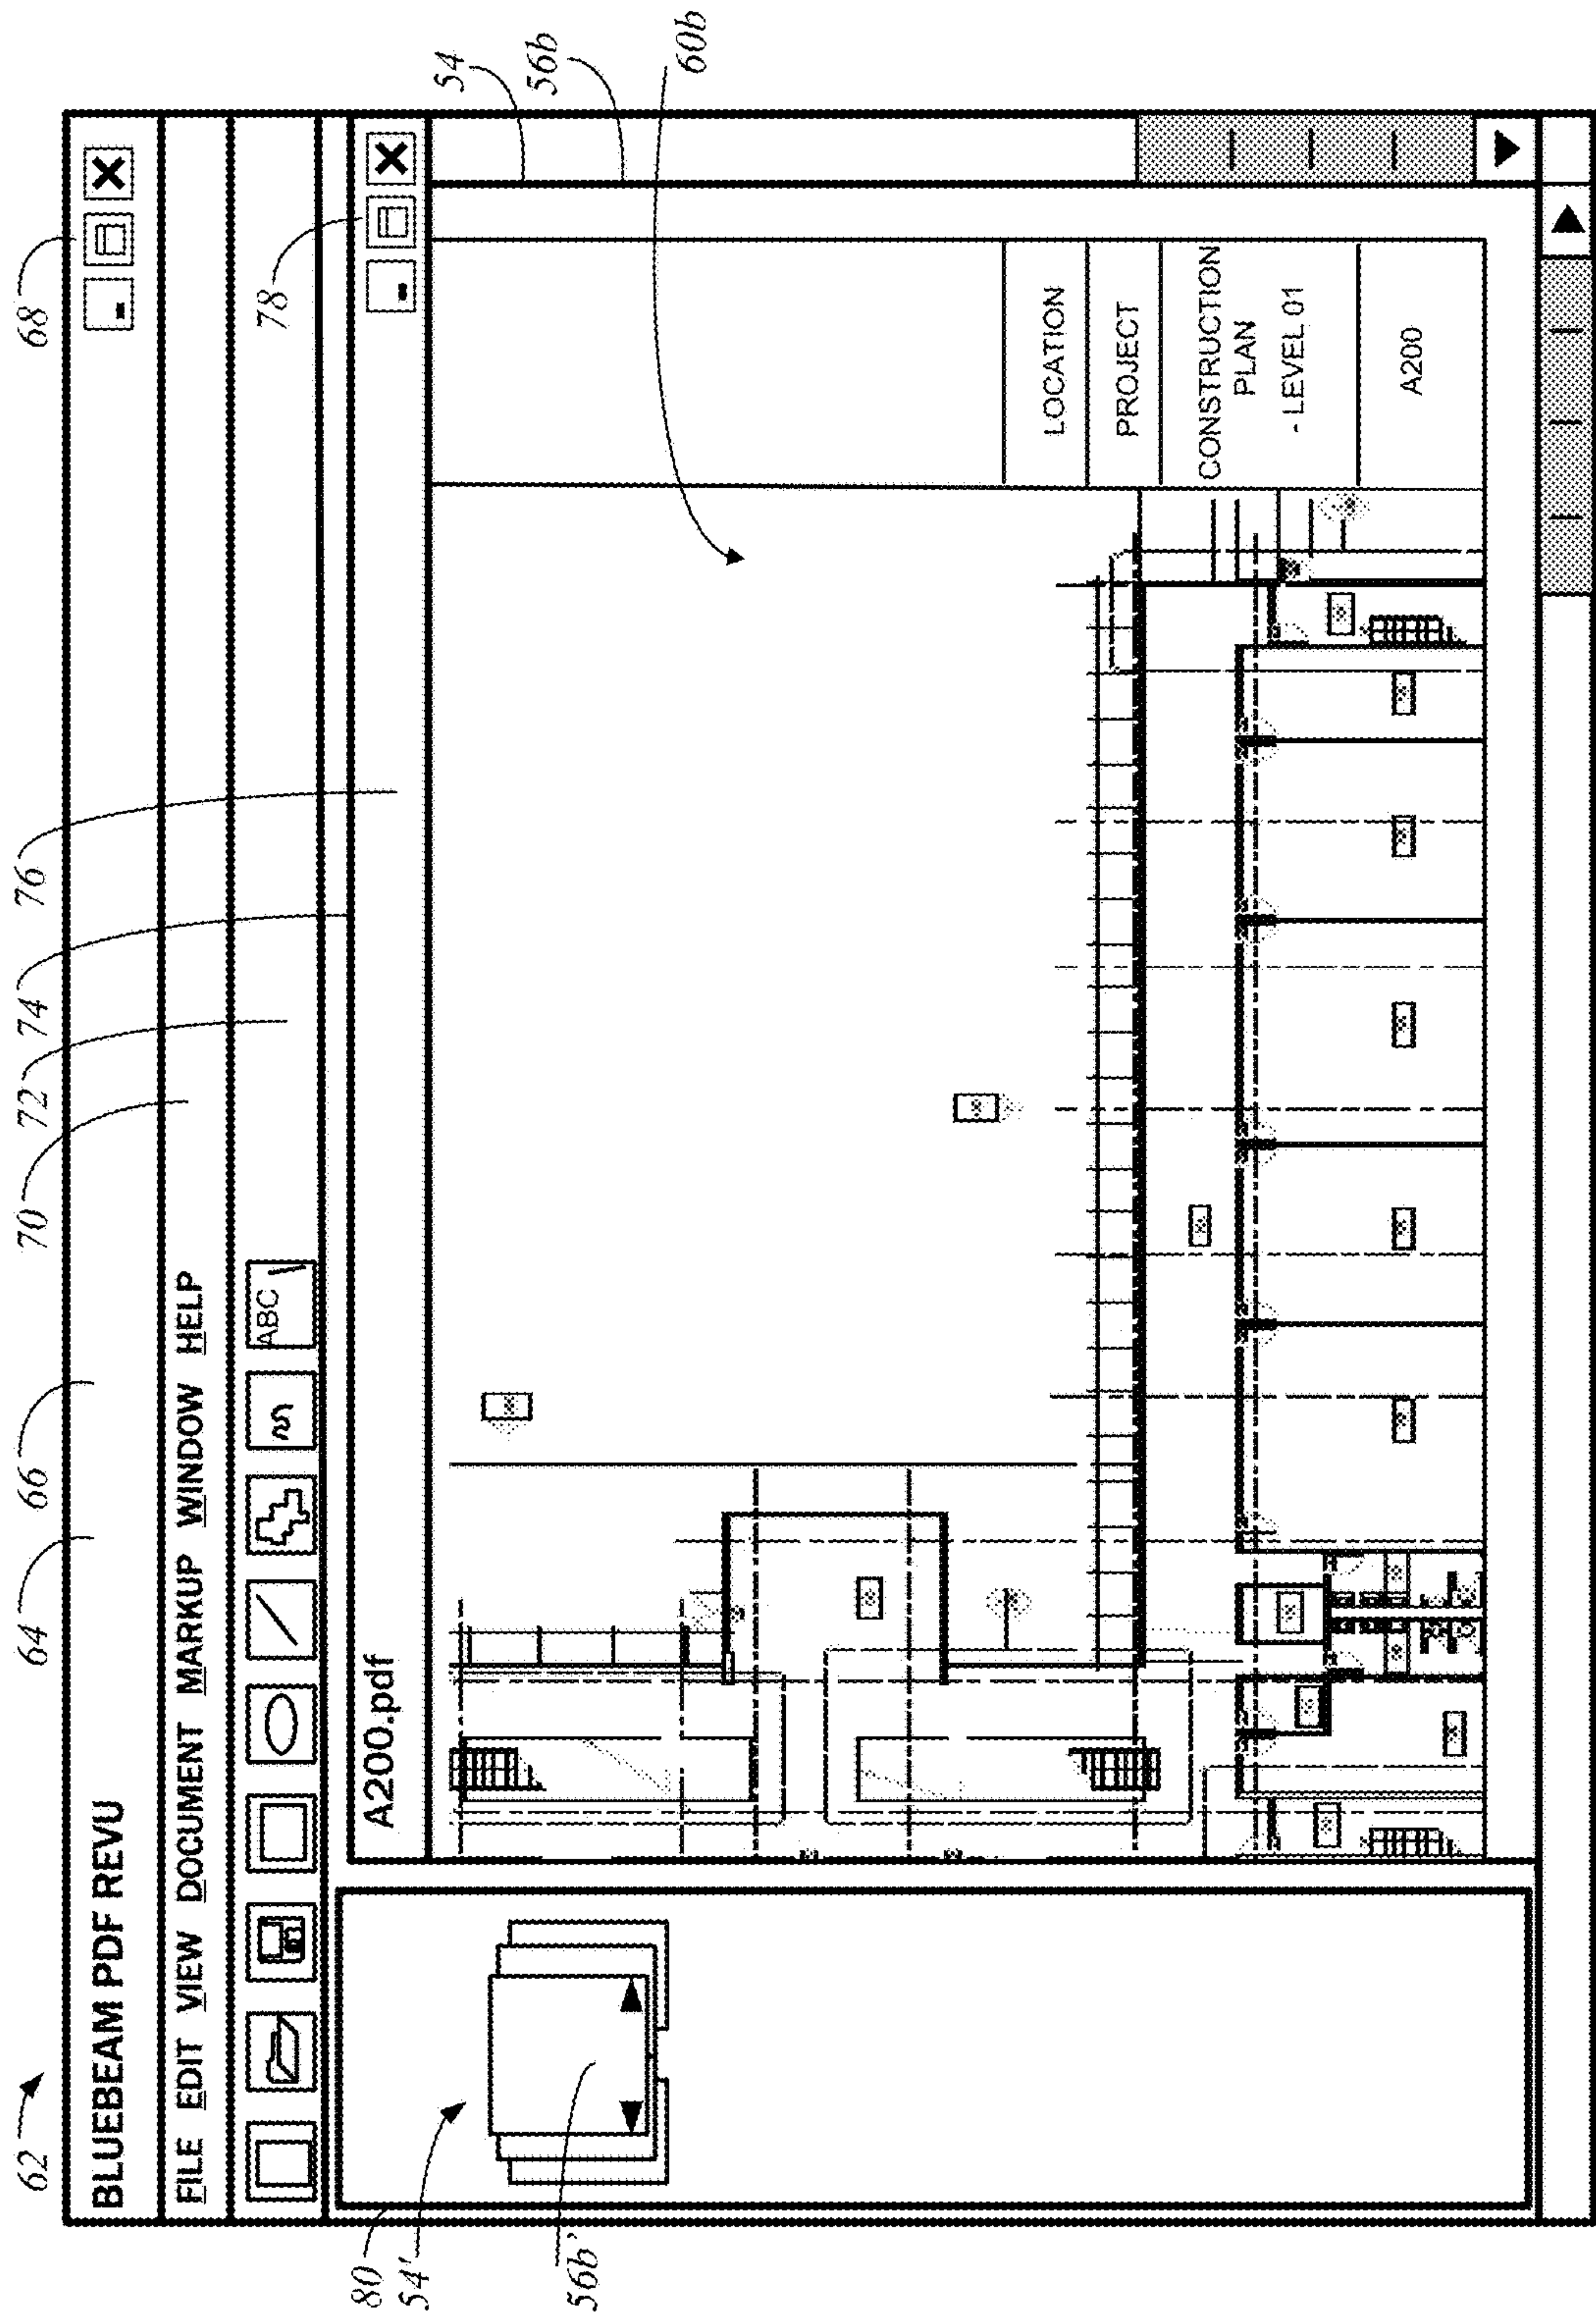 62
64
66
70
72
74
76
68
BLUEBEAM PDF REVU
FILE EDIT VIEW DOCUMENT MARKUP WINDOW HELP
ABC
78
A200.pdf
80
54'
56b'
54
56b
60b
LOCATION
PROJECT
CONSTRUCTION
PLAN
- LEVEL 01
A200